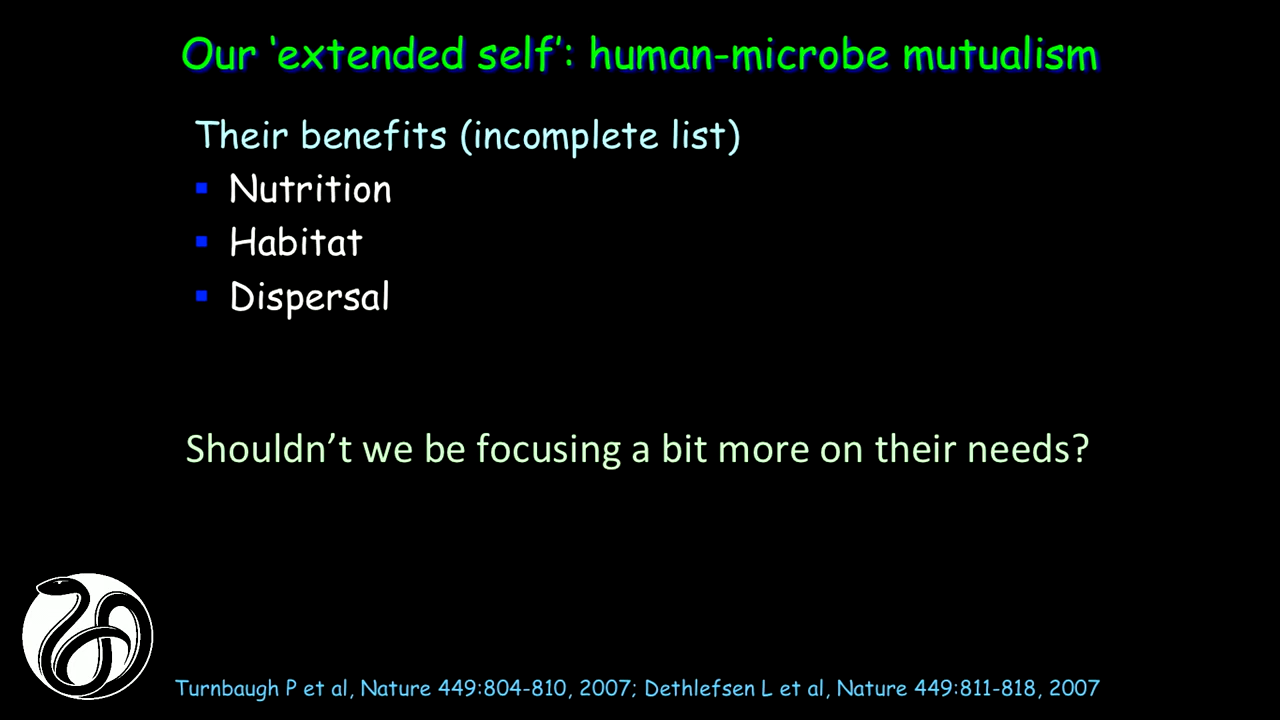 Our ‘extended self’: human-microbe mutualism
Their benefits (incomplete list)
▪ Nutrition
▪ Habitat
▪ Dispersal
Shouldn’t we be focusing a bit more on their needs?
Turnbaugh P et al, Nature 449:804-810, 2007; Dethlefsen L et al, Nature 449:811-818, 2007